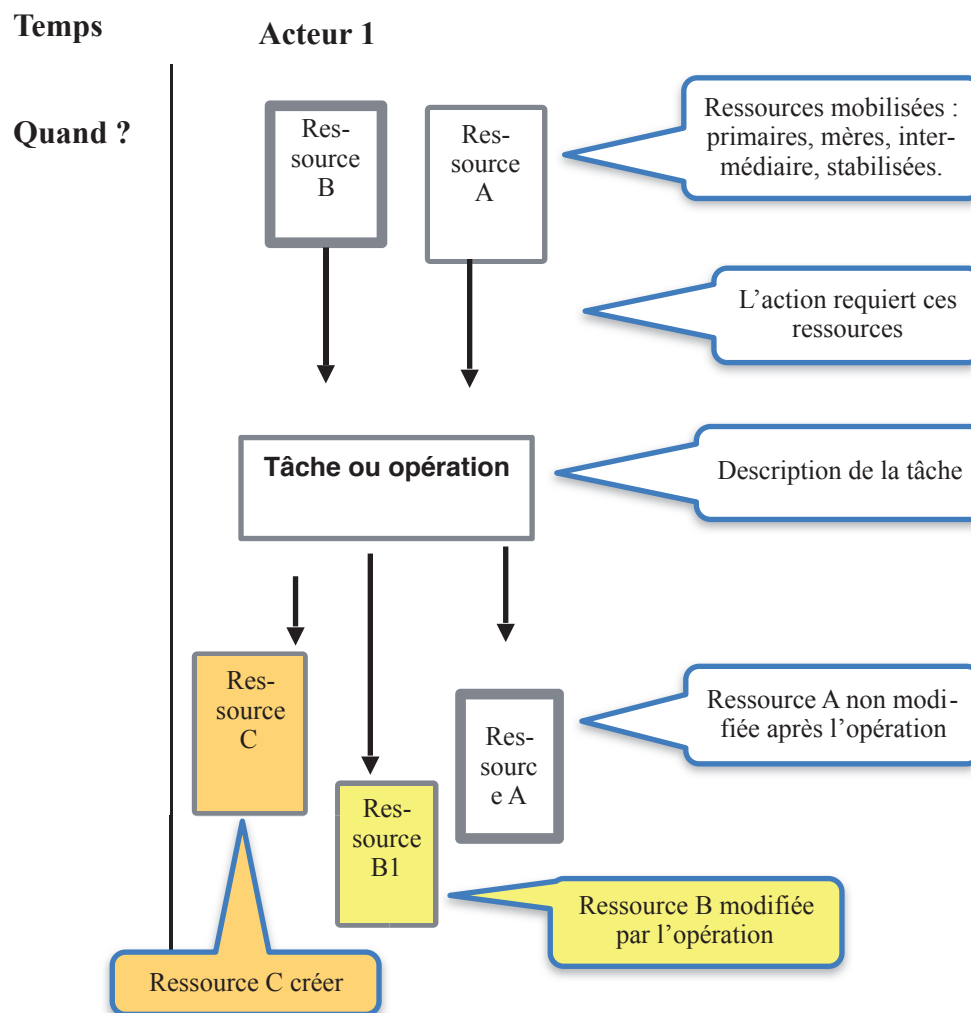 Temps
Acteur 1
Quand ?
Res-
source
B
Res-
source
A
Ressources mobilisées :
primaires, mères, inter-
médiaire, stabilisées.
L’action requiert ces
ressources
Tâche ou opération
Description de la tâche
Res-
source
C
Res-
source
B1
Res-
sourc
e A
Ressource A non modi-
fiée après l’opération
Ressource B modifiée
par l’opération
Ressource C créer